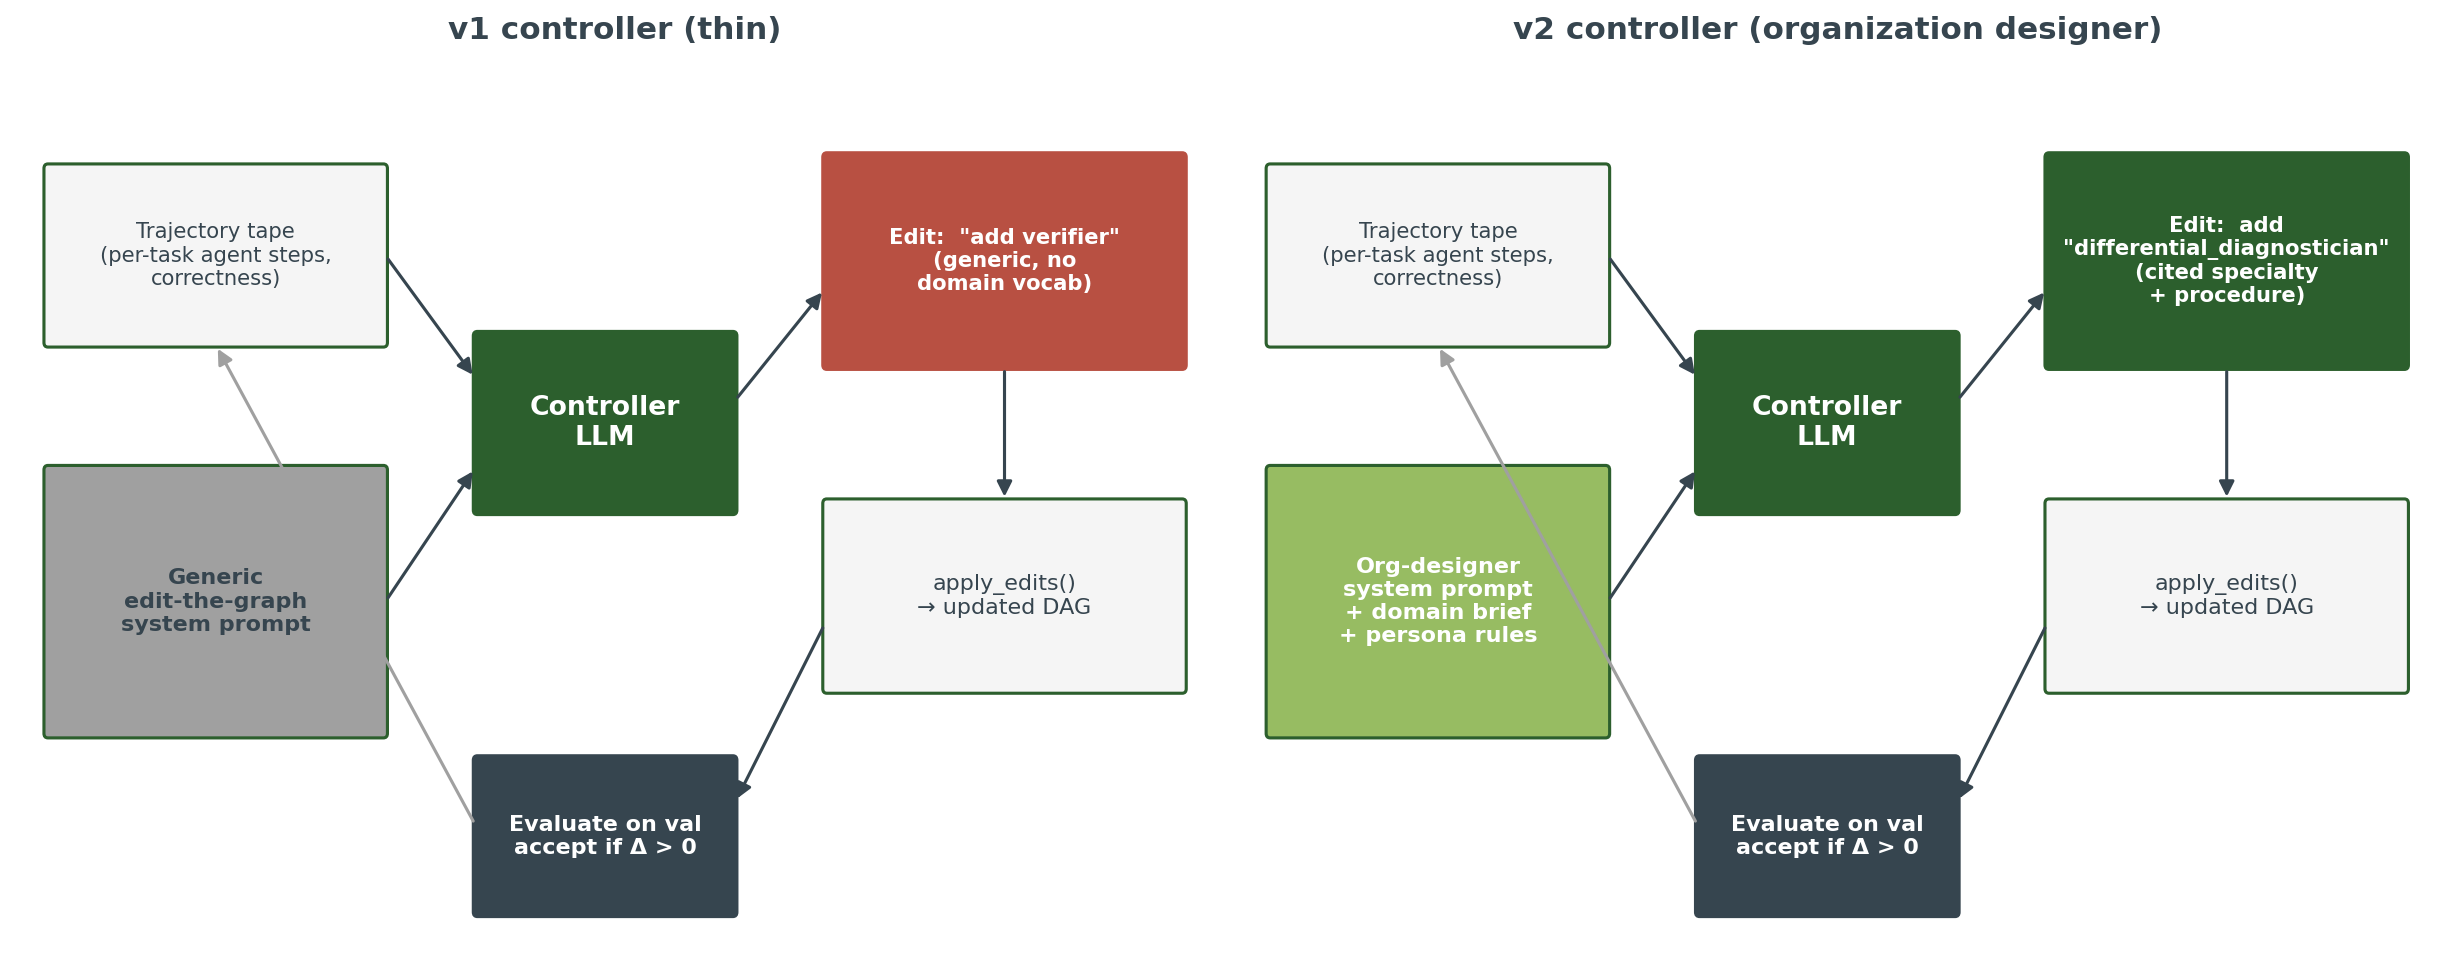 v1 controller (thin)
Trajectory tape
(per-task agent steps,
correctness)
Generic
edit-the-graph
system prompt
Controller
LLM
Edit:  "add verifier"
(generic, no
domain vocab)
apply_edits()
→ updated DAG
Evaluate on val
accept if Δ > 0
v2 controller (organization designer)
Trajectory tape
(per-task agent steps,
correctness)
Org-designer
system prompt
+ domain brief
+ persona rules
Controller
LLM
Edit:  add
"differential_diagnostician"
(cited specialty
+ procedure)
apply_edits()
→ updated DAG
Evaluate on val
accept if Δ > 0